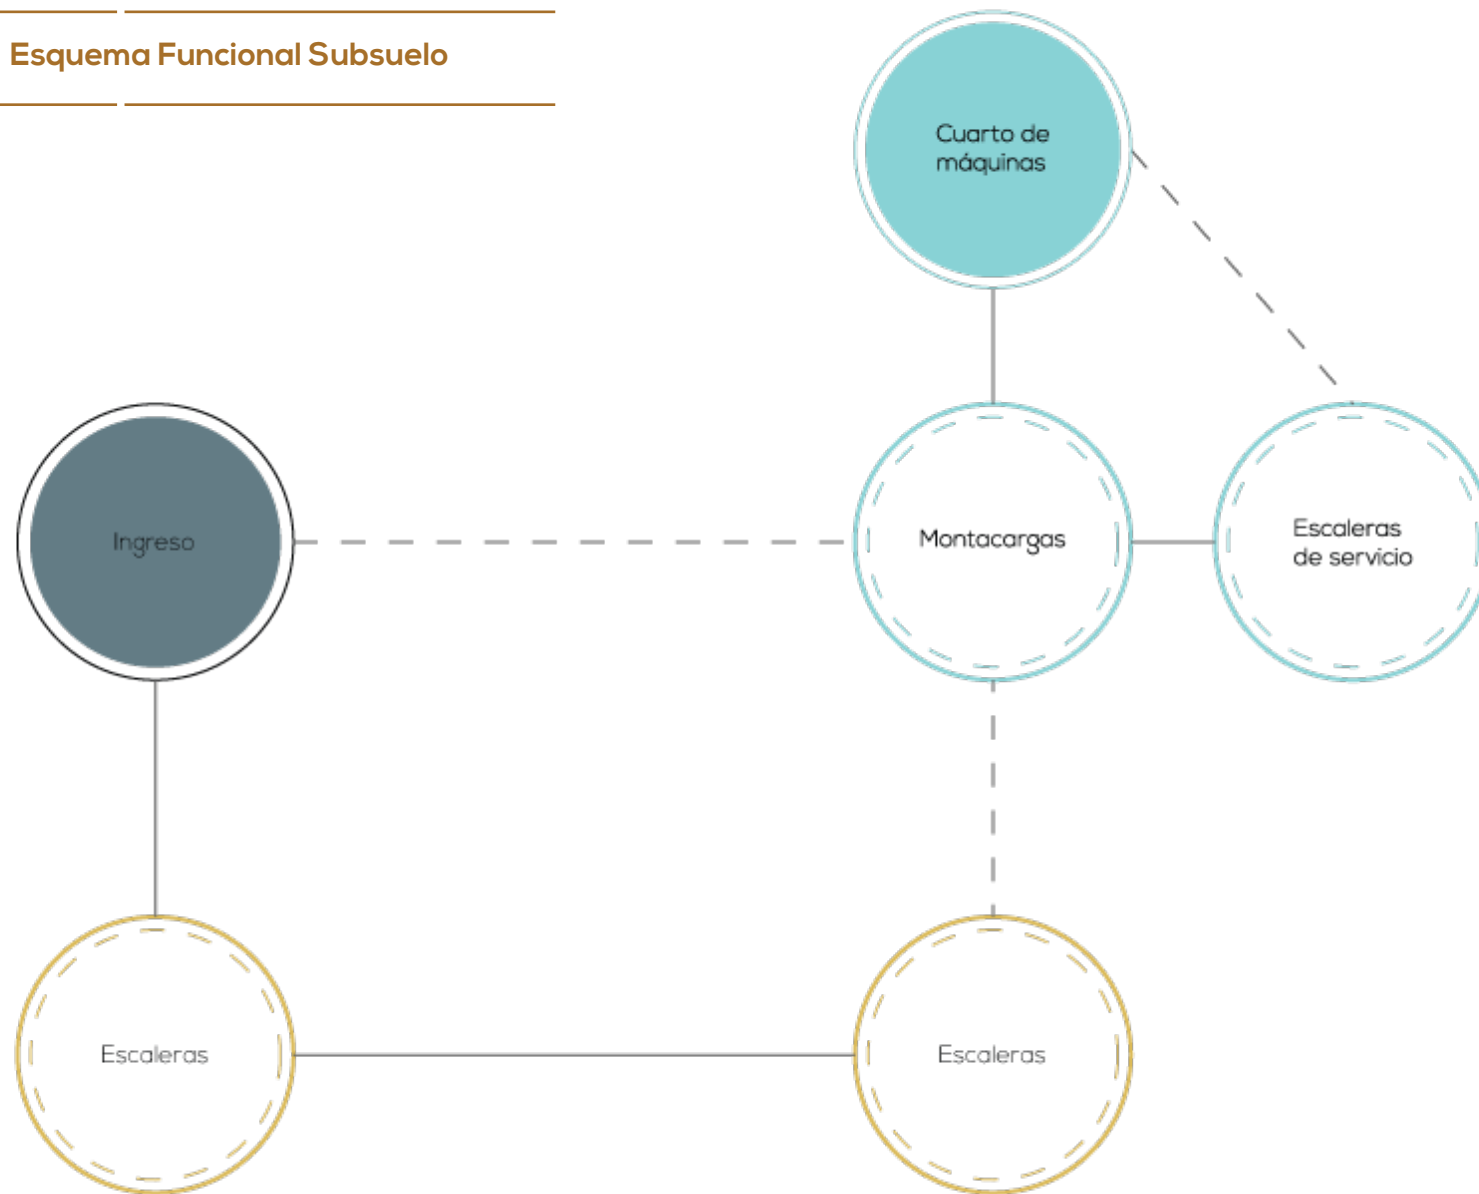 Esquema Funcional Subsuelo
Cuarto de
máquinas
Ingreso
Montacargas
Escaleras
de servicio
Escaleras
Escaleras